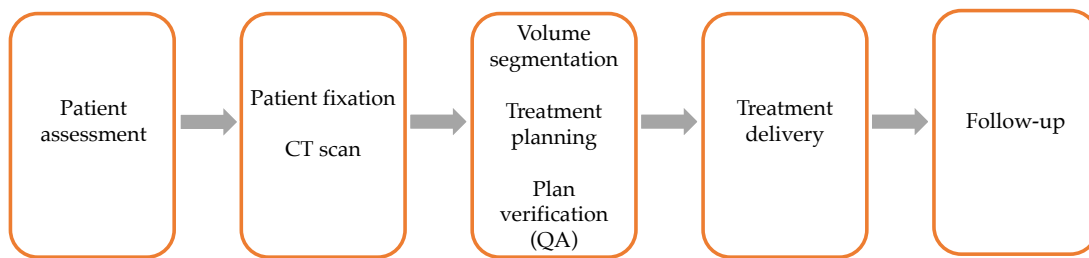 Patient
assessment
Patient fixation
CT scan
Volume
segmentation
Treatment
planning
Plan
verification
(QA)
Treatment
delivery
Follow-up